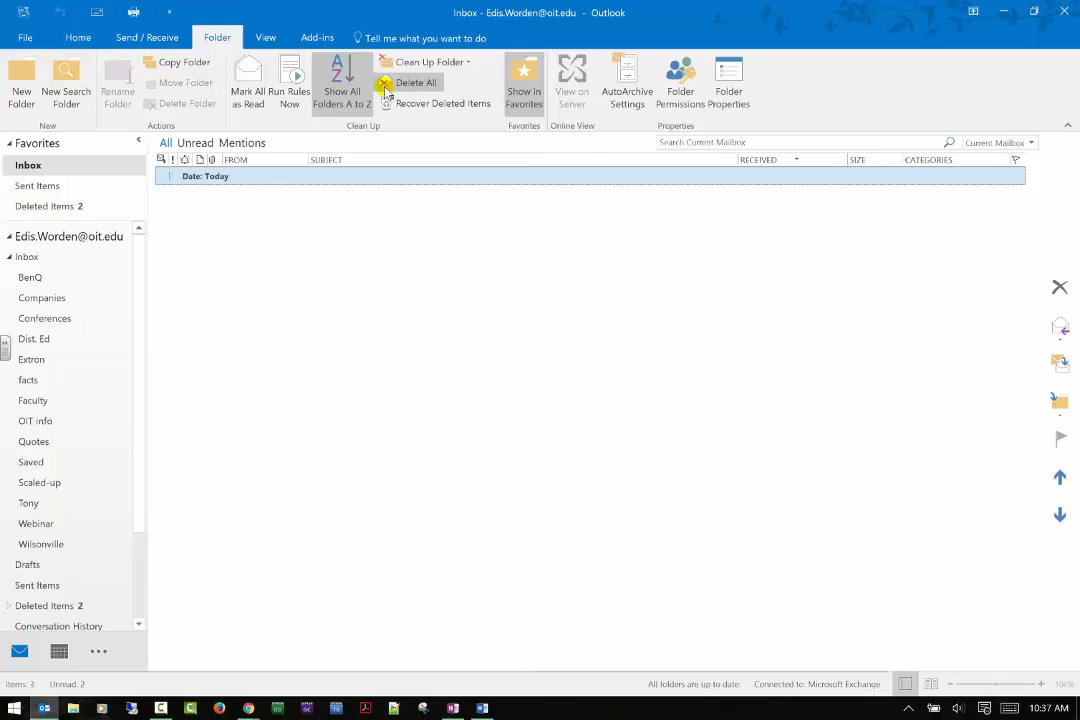 Inbox - Edis.Worden@oit.edu - Outlook
File Home Send / Receive Folder View Add-ins Tell me what you want to do
New Folder
New Search Folder
New
Rename Folder
Copy Folder
Move Folder
Delete Folder
Actions
Mark All as Read
Run Rules Now
Show All Folders A to Z
Clean Up Folder
Delete All
Recover Deleted Items
Clean Up
Show in Favorites
Favorites
View on Server
Online View
AutoArchive Settings
Folder Permissions
Folder Properties
Properties
Favorites
Inbox
Sent Items
Deleted Items 2
Edis.Worden@oit.edu
Inbox
BenQ
Companies
Conferences
Dist. Ed
Extron
facts
Faculty
OIT info
Quotes
Saved
Scaled-up
Tony
Webinar
Wilsonville
Drafts
Sent Items
Deleted Items 2
Conversation History
All Unread Mentions
Search Current Mailbox
Current Mailbox
! FROM SUBJECT RECEIVED SIZE CATEGORIES
Date: Today
Items: 3 Unread: 2
All folders are up to date. Connected to: Microsoft Exchange
100%
10:37 AM